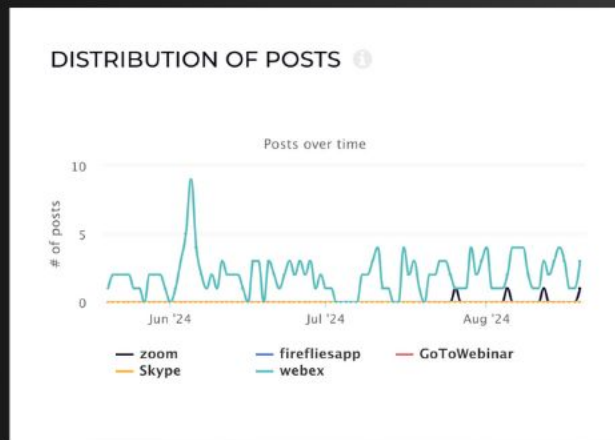 DISTRIBUTION OF POSTS i
Posts over time
# of posts
10
5
0
Jun '24 Jul '24 Aug '24
zoom firefliesapp GoToWebinar
Skype webex